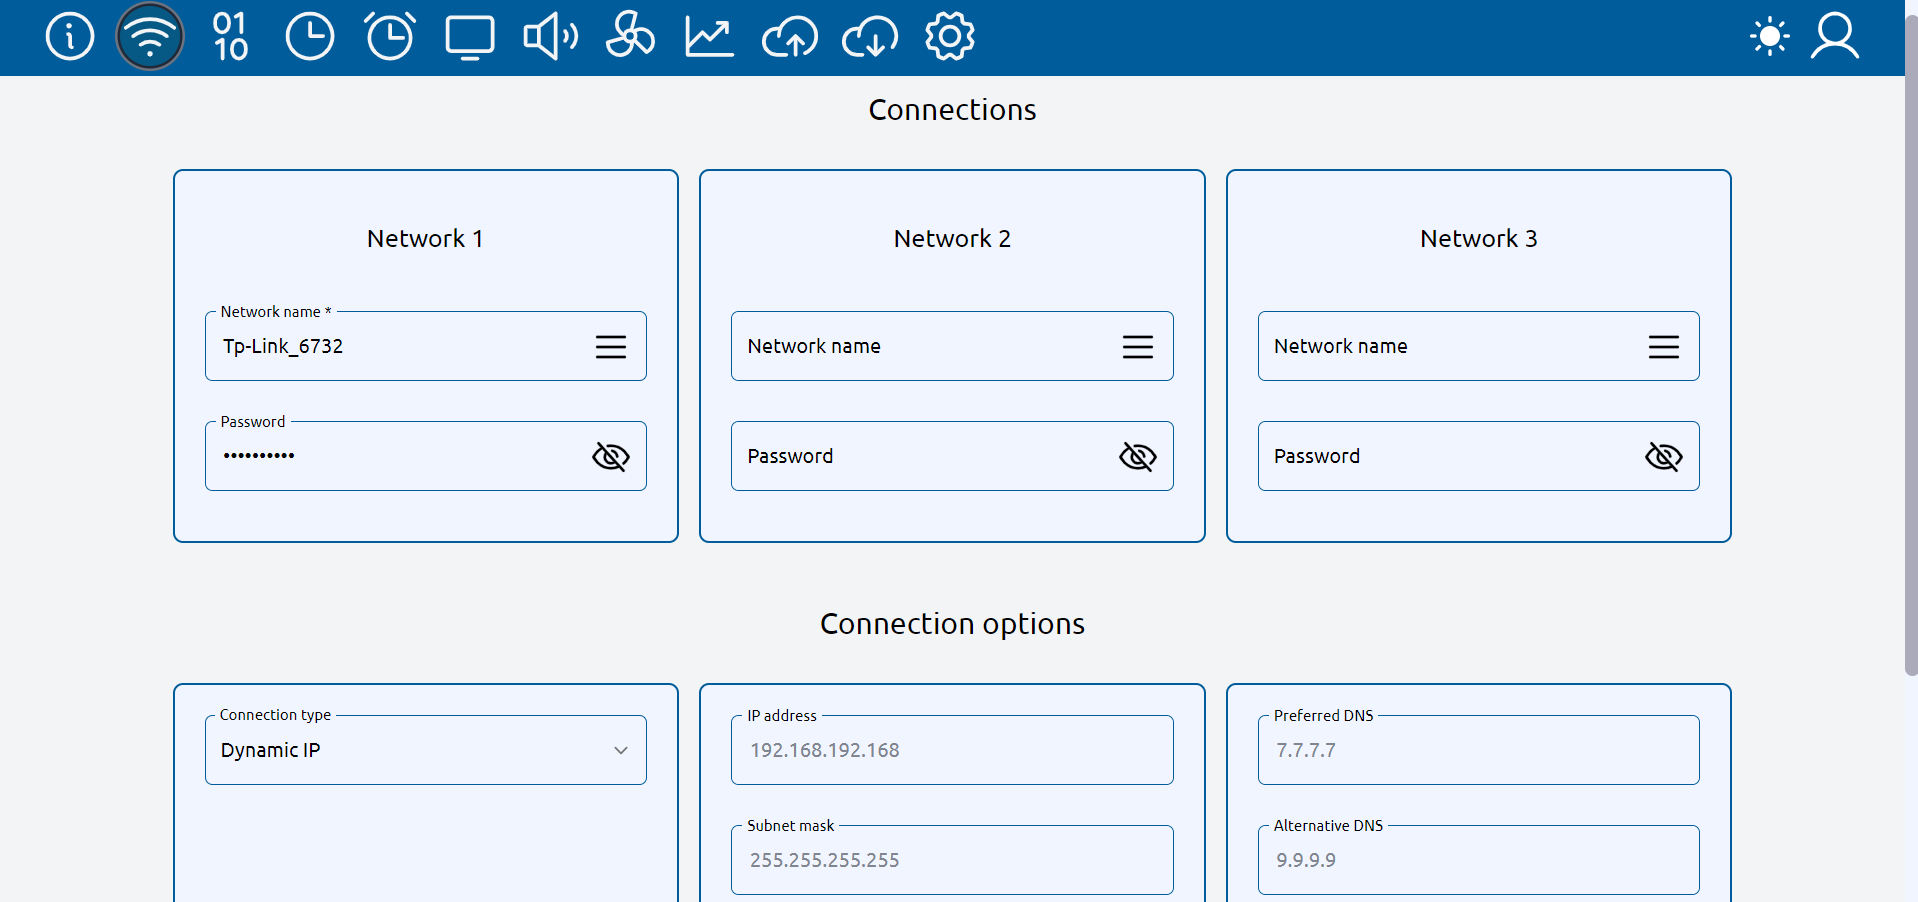 01
10
Connections
Network 1
Network 2
Network 3
Network name *
Tp-Link_6732
Network name
Network name
Password
••••••••••
Password
Password
Connection options
Connection type
Dynamic IP
IP address
192.168.192.168
Preferred DNS
7.7.7.7
Subnet mask
255.255.255.255
Alternative DNS
9.9.9.9